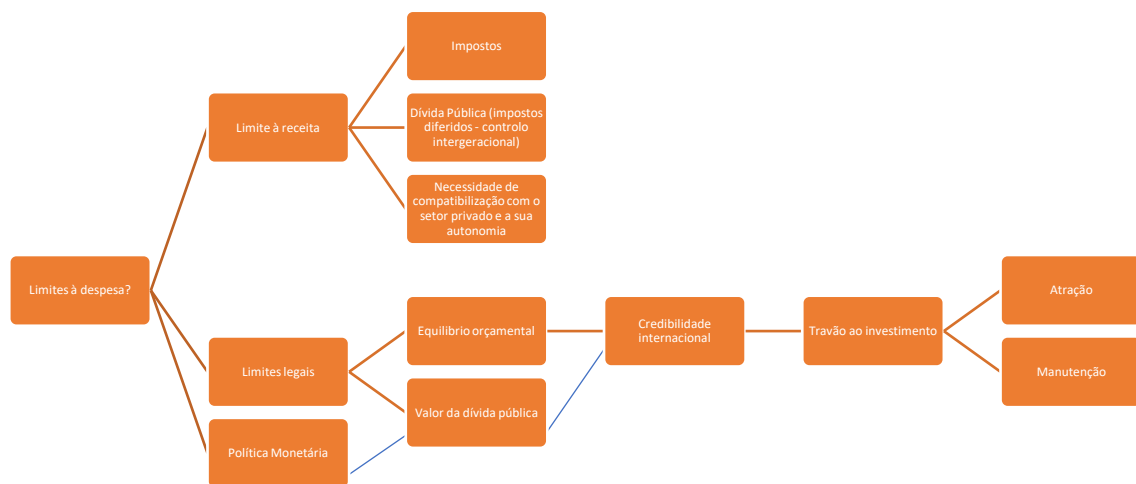 Limites à despesa?
Limite à receita
Impostos
Dívida Pública (impostos
diferidos - controlo
intergeracional)
Necessidade de
compatibilização com o
setor privado e a sua
autonomia
Limites legais
Equilibrio orçamental
Credibilidade
internacional
Travão ao investimento
Atração
Manutenção
Valor da dívida pública
Política Monetária